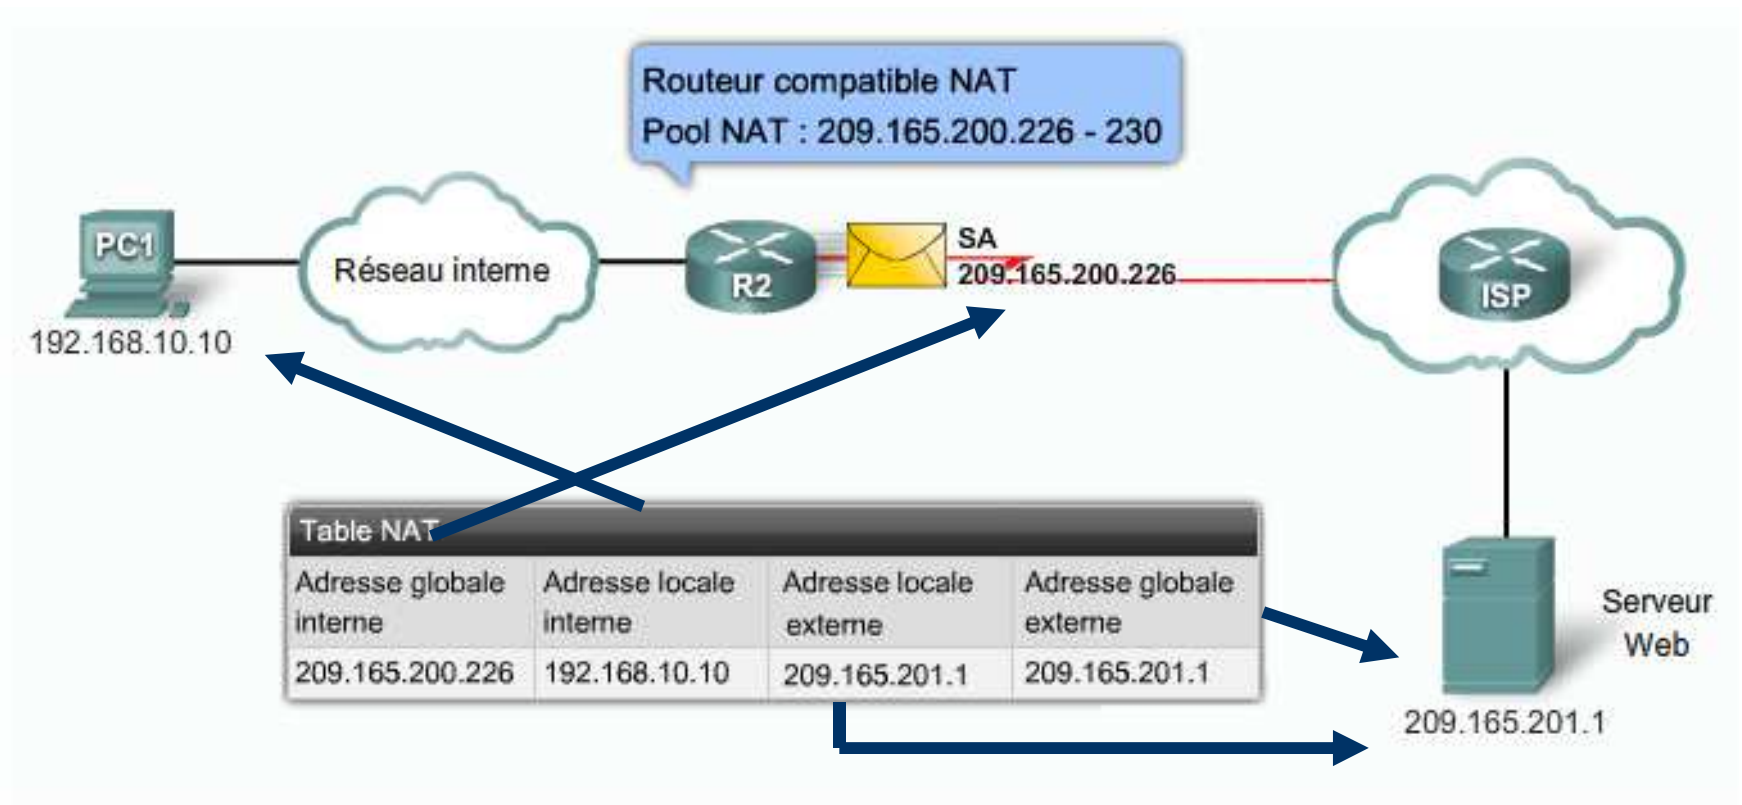 Routeur compatible NAT
Pool NAT : 209.165.200.226 - 230
PC1
192.168.10.10
Réseau interne
R2
SA
209.165.200.226
ISP
Table NAT
Adresse globale
interne
Adresse locale
interne
Adresse locale
externe
Adresse globale
externe
209.165.200.226
192.168.10.10
209.165.201.1
209.165.201.1
Serveur
Web
209.165.201.1